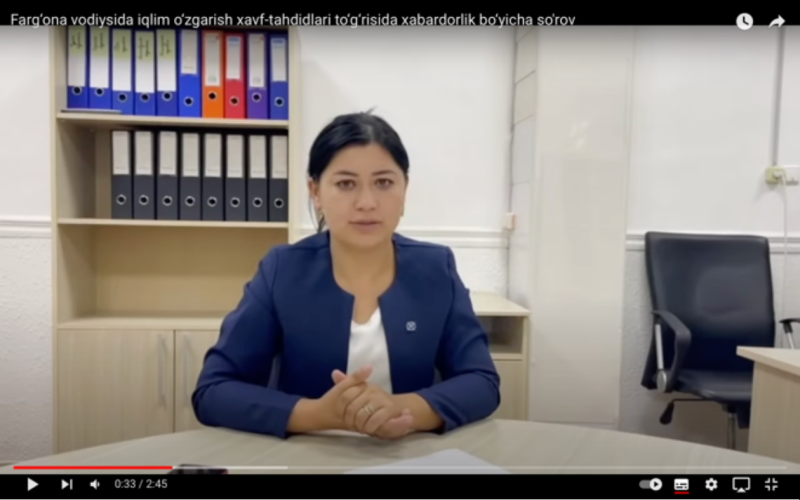 Farg‘ona vodiysida iqlim o‘zgarish xavf-tahdidlari to‘g‘risida xabardorlik bo‘yicha so‘rov
0:33 / 2:45